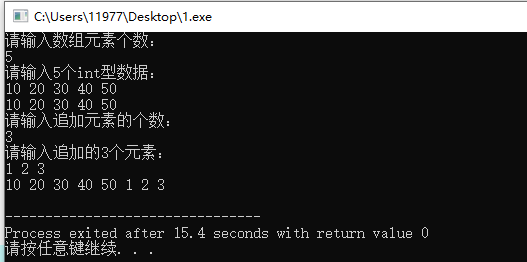 C:\Users\11977\Desktop\1.exe
请输入数组元素个数：
5
请输入5个int型数据：
10 20 30 40 50
10 20 30 40 50
请输入追加元素的个数：
3
请输入追加的3个元素：
1 2 3
10 20 30 40 50 1 2 3
--------------------------------
Process exited after 15.4 seconds with return value 0
请按任意键继续. . .